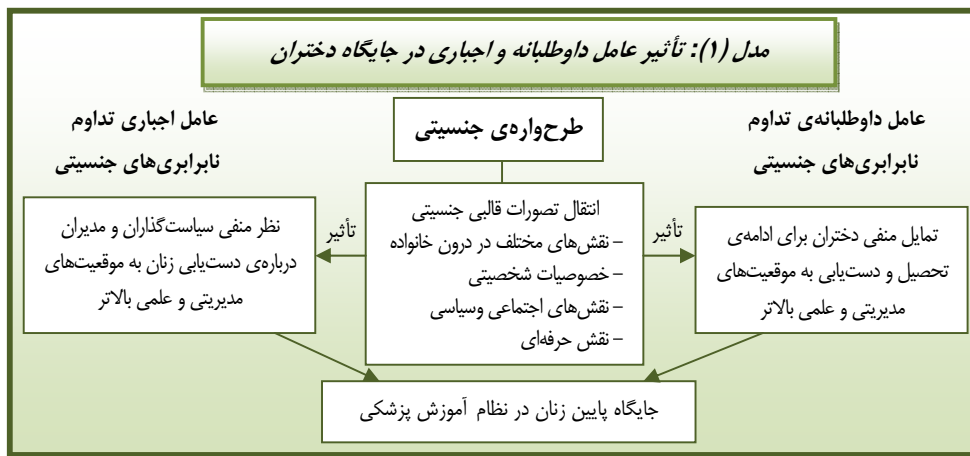 مدل (۱): تأثیر عامل داوطلبانه و اجباری در جایگاه دختران
عامل داوطلبانه‌ی تداوم
نابرابری‌های جنسیتی
طرح‌واره‌ی جنسیتی
عامل اجباری تداوم
نابرابری‌های جنسیتی
تمایل منفی دختران برای ادامه‌ی
تحصیل و دست‌یابی به موقعیت‌های
مدیریتی و علمی بالاتر
تأثیر
انتقال تصورات قالبی جنسیتی
– نقش‌های مختلف در درون خانواده
– خصوصیات شخصیتی
– نقش‌های اجتماعی وسیاسی
– نقش حرفه‌ای
تأثیر
نظر منفی سیاست‌گذاران و مدیران
درباره‌ی دست‌یابی زنان به موقعیت‌های
مدیریتی و علمی بالاتر
جایگاه پایین زنان در نظام آموزش پزشکی